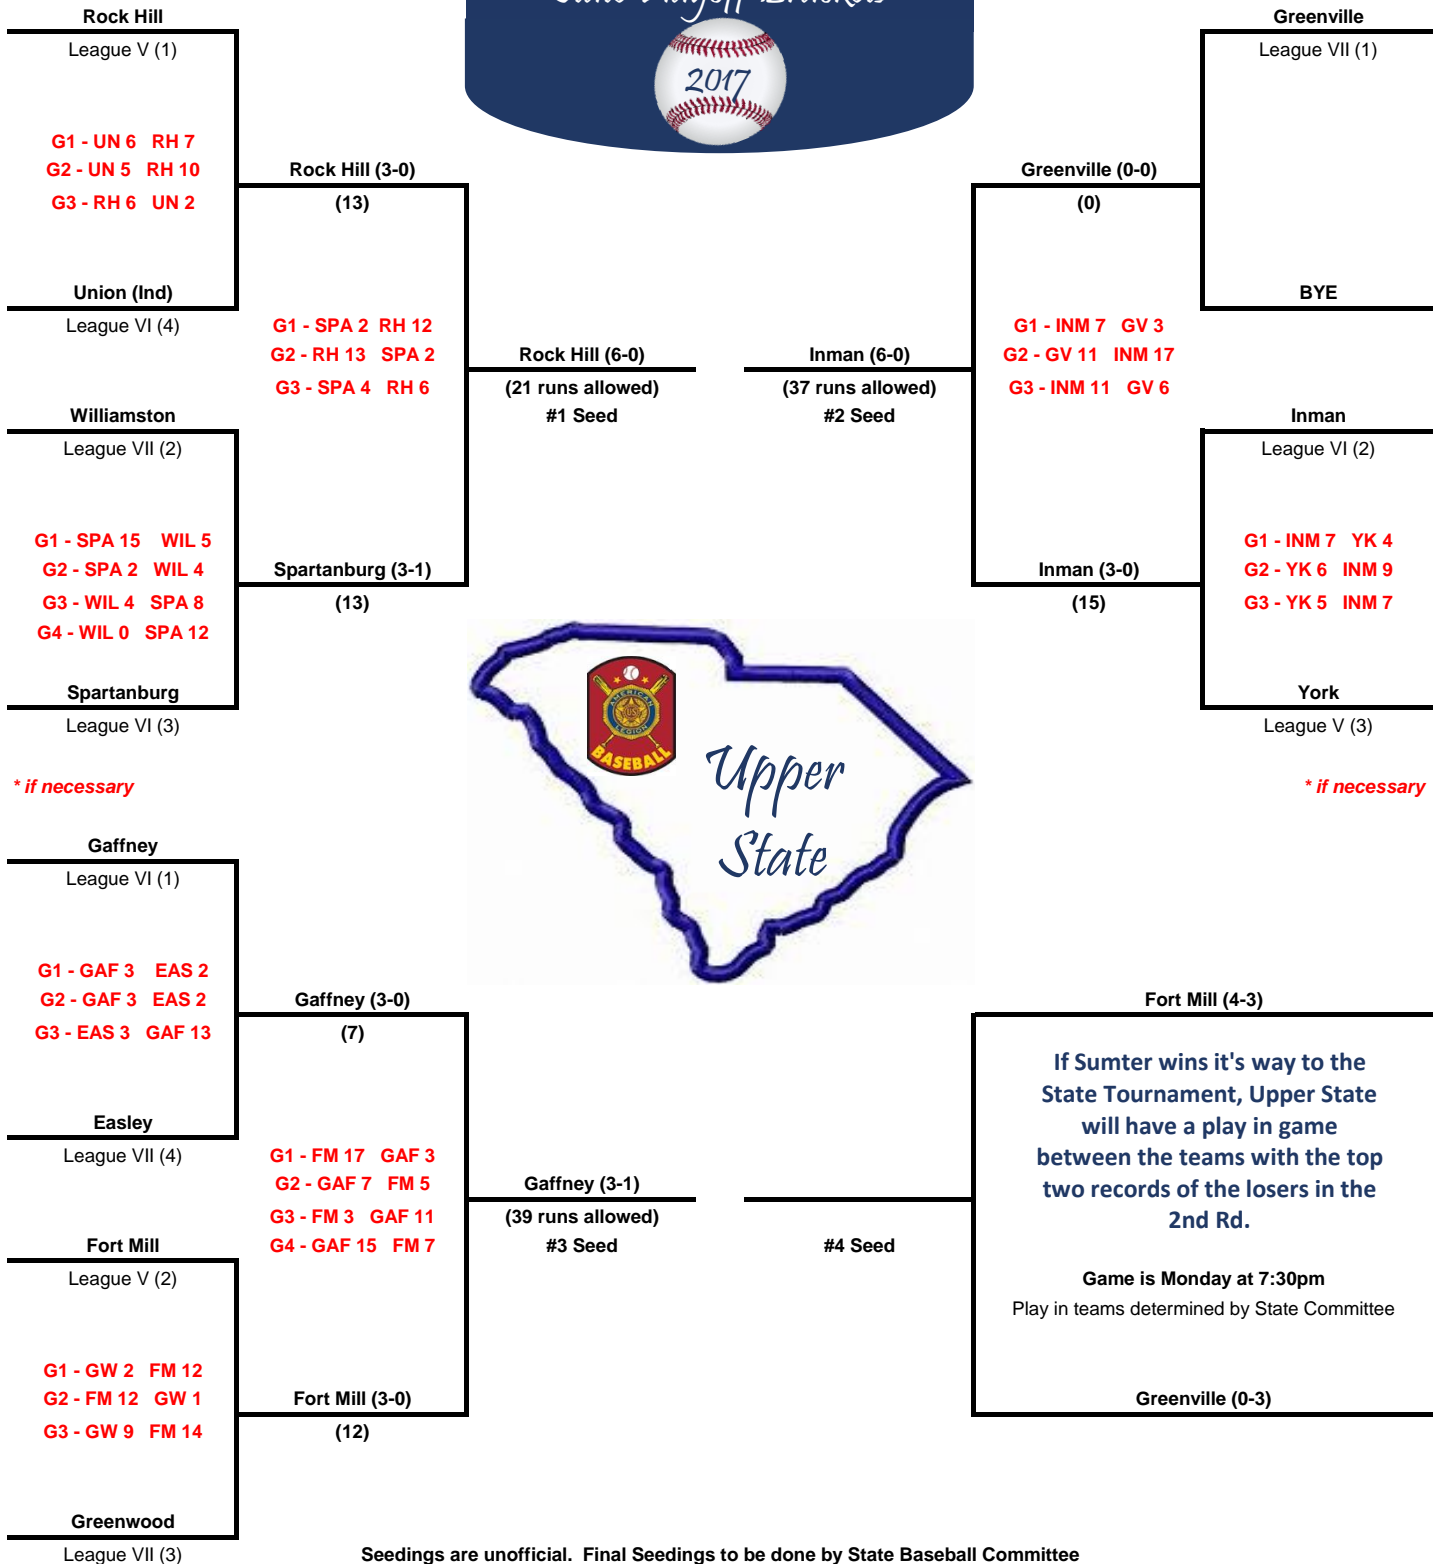 State Playoff Brackets
2017
Rock Hill
League V (1)
G1 - UN 6 RH 7
G2 - UN 5 RH 10
G3 - RH 6 UN 2
Union (Ind)
League VI (4)
Rock Hill (3-0)
(13)
G1 - SPA 2 RH 12
G2 - RH 13 SPA 2
G3 - SPA 4 RH 6
Williamston
League VII (2)
G1 - SPA 15 WIL 5
G2 - SPA 2 WIL 4
G3 - WIL 4 SPA 8
G4 - WIL 0 SPA 12
Spartanburg
League VI (3)
Spartanburg (3-1)
(13)
Rock Hill (6-0)
(21 runs allowed)
#1 Seed
Inman (6-0)
(37 runs allowed)
#2 Seed
Greenville (0-0)
(0)
G1 - INM 7 GV 3
G2 - GV 11 INM 17
G3 - INM 11 GV 6
Inman (3-0)
(15)
Greenville
League VII (1)
BYE
Inman
League VI (2)
G1 - INM 7 YK 4
G2 - YK 6 INM 9
G3 - YK 5 INM 7
York
League V (3)
* if necessary
* if necessary
AMERICAN
US
LEGION
BASEBALL
Upper
State
Gaffney
League VI (1)
G1 - GAF 3 EAS 2
G2 - GAF 3 EAS 2
G3 - EAS 3 GAF 13
Easley
League VII (4)
Gaffney (3-0)
(7)
G1 - FM 17 GAF 3
G2 - GAF 7 FM 5
G3 - FM 3 GAF 11
G4 - GAF 15 FM 7
Fort Mill
League V (2)
G1 - GW 2 FM 12
G2 - FM 12 GW 1
G3 - GW 9 FM 14
Greenwood
League VII (3)
Fort Mill (3-0)
(12)
Gaffney (3-1)
(39 runs allowed)
#3 Seed
#4 Seed
Fort Mill (4-3)
If Sumter wins it's way to the
State Tournament, Upper State
will have a play in game
between the teams with the top
two records of the losers in the
2nd Rd.
Game is Monday at 7:30pm
Play in teams determined by State Committee
Greenville (0-3)
Seedings are unofficial. Final Seedings to be done by State Baseball Committee